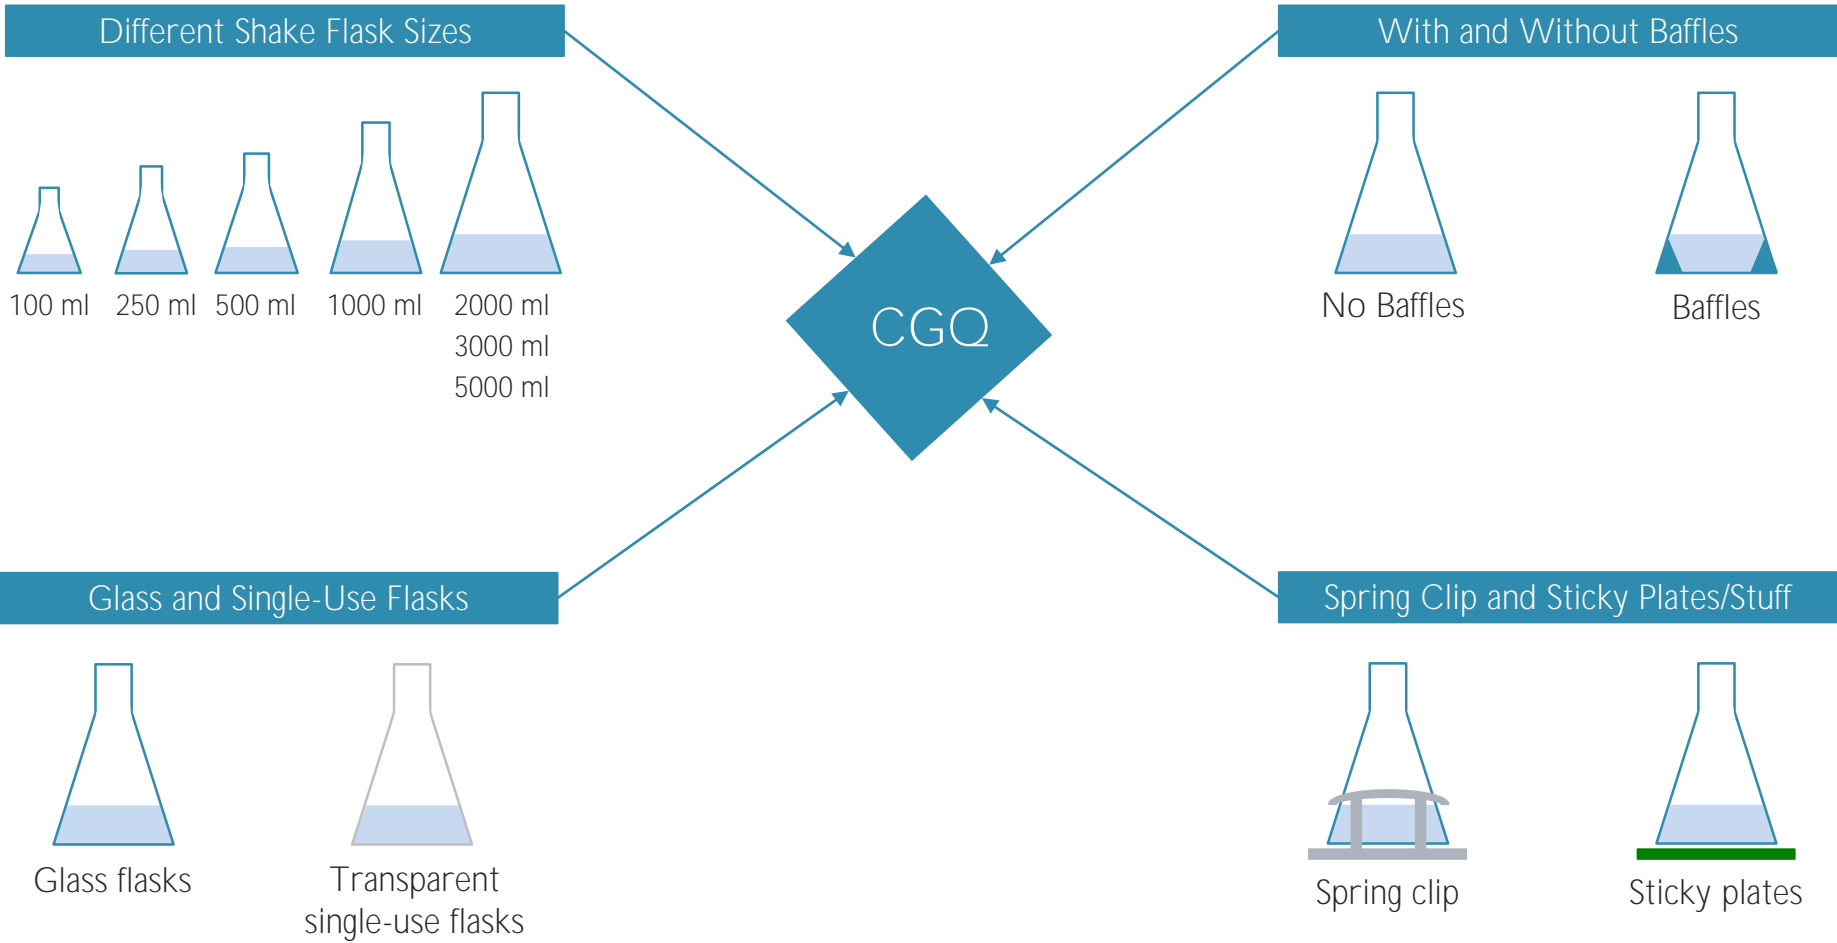 Different Shake Flask Sizes
100 ml 250 ml 500 ml 1000 ml 2000 ml
3000 ml
5000 ml
With and Without Baffles
No Baffles Baffles
CGQ
Glass and Single-Use Flasks
Glass flasks Transparent
single-use flasks
Spring Clip and Sticky Plates/Stuff
Spring clip Sticky plates